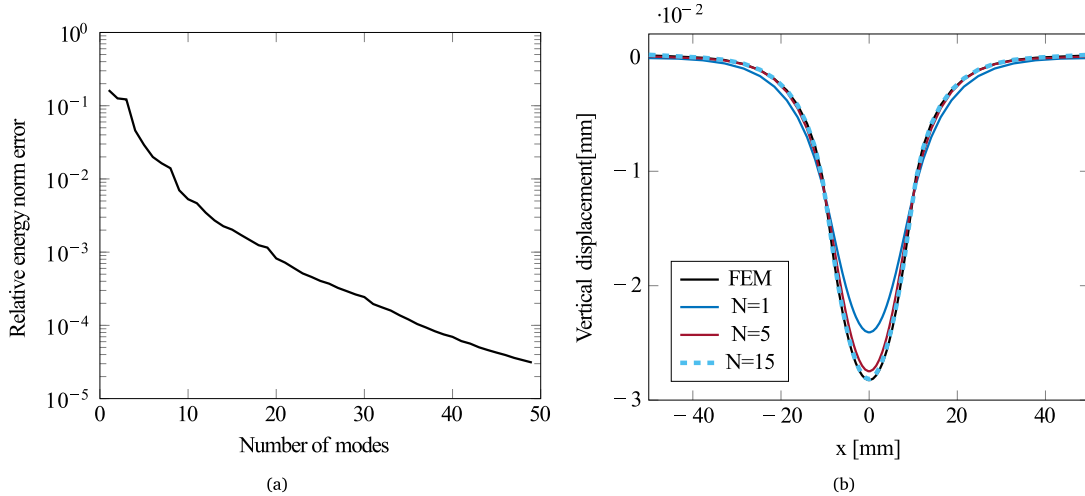 10^0
10^−1
10^−2
10^−3
10^−4
10^−5
0 10 20 30 40 50
Relative energy norm error
Number of modes
(a)
·10^−2
0
−1
−2
−3
−40 −20 0 20 40
Vertical displacement[mm]
x [mm]
FEM
N=1
N=5
N=15
(b)